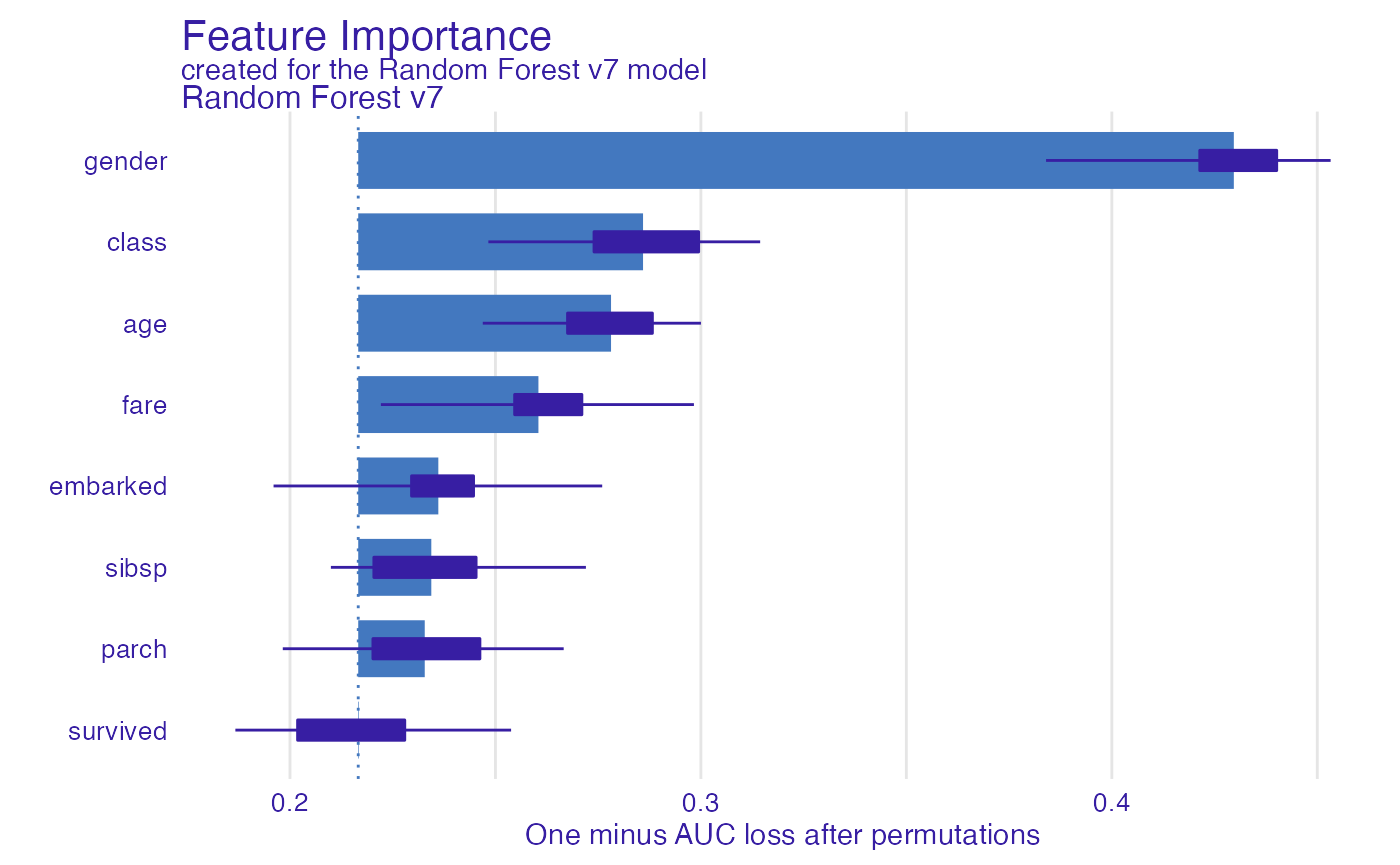 Feature Importance
created for the Random Forest v7 model
Random Forest v7
gender
class
age
fare
embarked
sibsp
parch
survived
0.2 0.3 0.4
One minus AUC loss after permutations